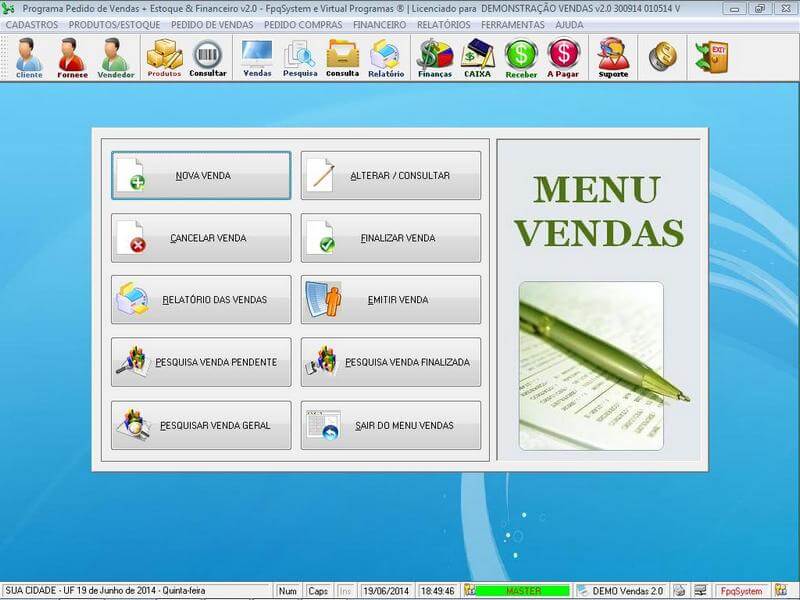 Programa Pedido de Vendas + Estoque & Financeiro v2.0 - FpqSystem e Virtual Programas ® | Licenciado para DEMONSTRAÇÃO VENDAS v2.0 300914 010514 V
CADASTROS PRODUTOS/ESTOQUE PEDIDO DE VENDAS PEDIDO COMPRAS FINANCEIRO RELATÓRIOS FERRAMENTAS AJUDA
Cliente Fornece Vendedor Produtos Consultar Vendas Pesquisa Consulta Relatório Finanças CAIXA Receber A Pagar Suporte EXIT
NOVA VENDA ALTERAR / CONSULTAR
CANCELAR VENDA FINALIZAR VENDA
RELATÓRIO DAS VENDAS EMITIR VENDA
PESQUISA VENDA PENDENTE PESQUISA VENDA FINALIZADA
PESQUISAR VENDA GERAL SAIR DO MENU VENDAS
MENU
VENDAS
SUA CIDADE - UF 19 de Junho de 2014 - Quinta-feira Num Caps Ins 19/06/2014 18:49:46 MASTER DEMO Vendas 2.0 FpqSystem